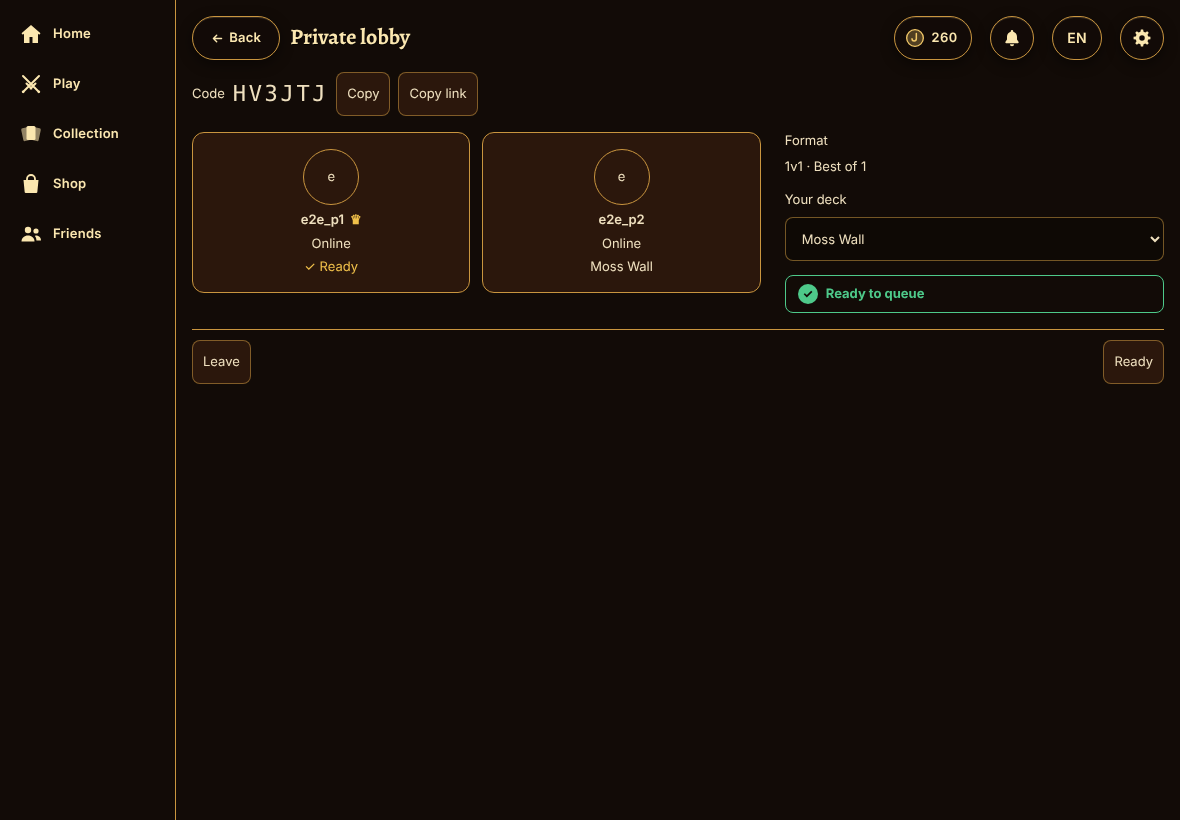 Home
Play
Collection
Shop
Friends
← Back
Private lobby
J 260
EN
Code HV3JTJ Copy Copy link
e
e2e_p1
Online
✓ Ready
e
e2e_p2
Online
Moss Wall
Format
1v1 · Best of 1
Your deck
Moss Wall
Ready to queue
Leave
Ready